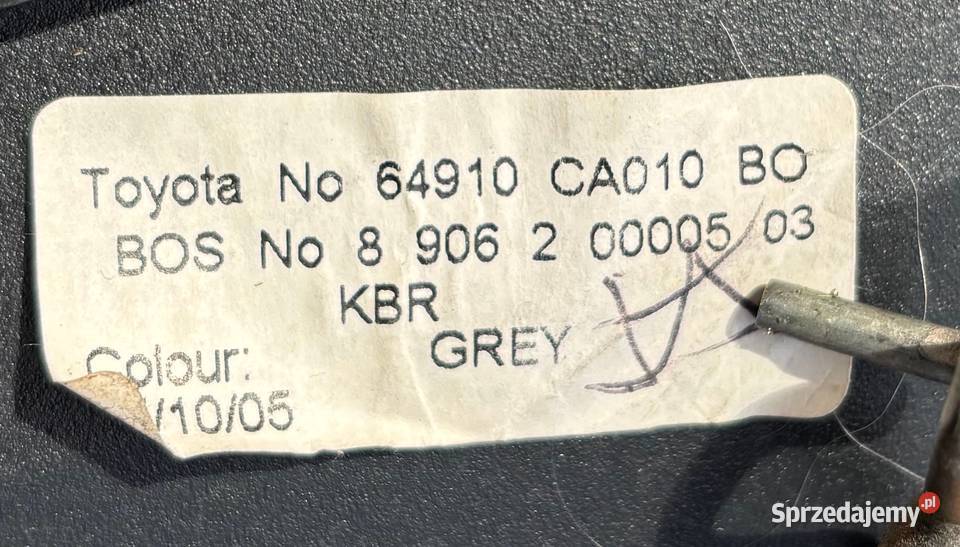 Toyota No 64910 CA010 BO
BOS No 8 906 2 00005 03
KBR
GREY
Colour:
/10/05
Sprzedajemy.pl